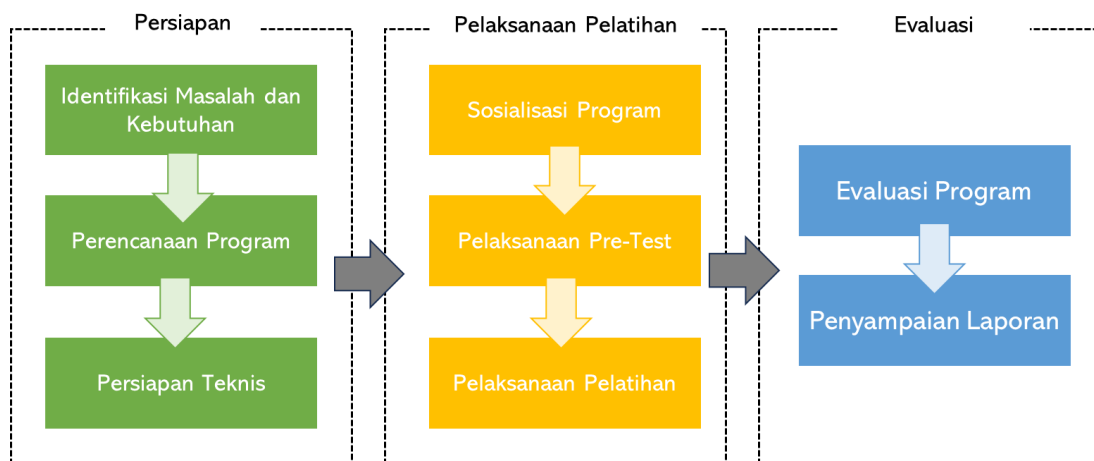 Persiapan
Identifikasi Masalah dan
Kebutuhan
Perencanaan Program
Persiapan Teknis
Pelaksanaan Pelatihan
Sosialisasi Program
Pelaksanaan Pre-Test
Pelaksanaan Pelatihan
Evaluasi
Evaluasi Program
Penyampaian Laporan